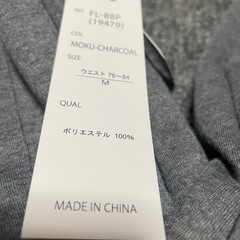 NO. FL-88P
(19479)
COL
MOKU-CHARCOAL
SIZE
ウエスト 76～84
M
QUAL
ポリエステル 100%
MADE IN CHINA